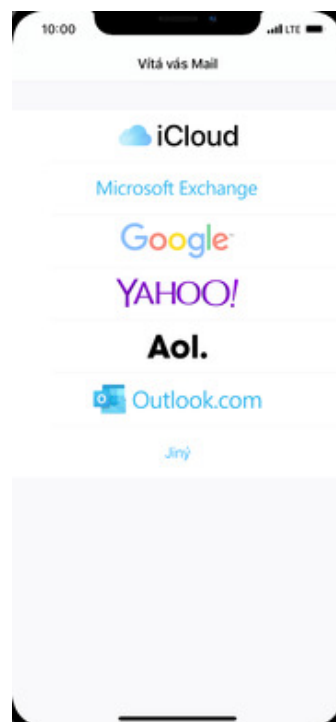 10:00 LTE
Vítá vás Mail
iCloud
Microsoft Exchange
Google
YAHOO!
Aol.
Outlook.com
Jiný